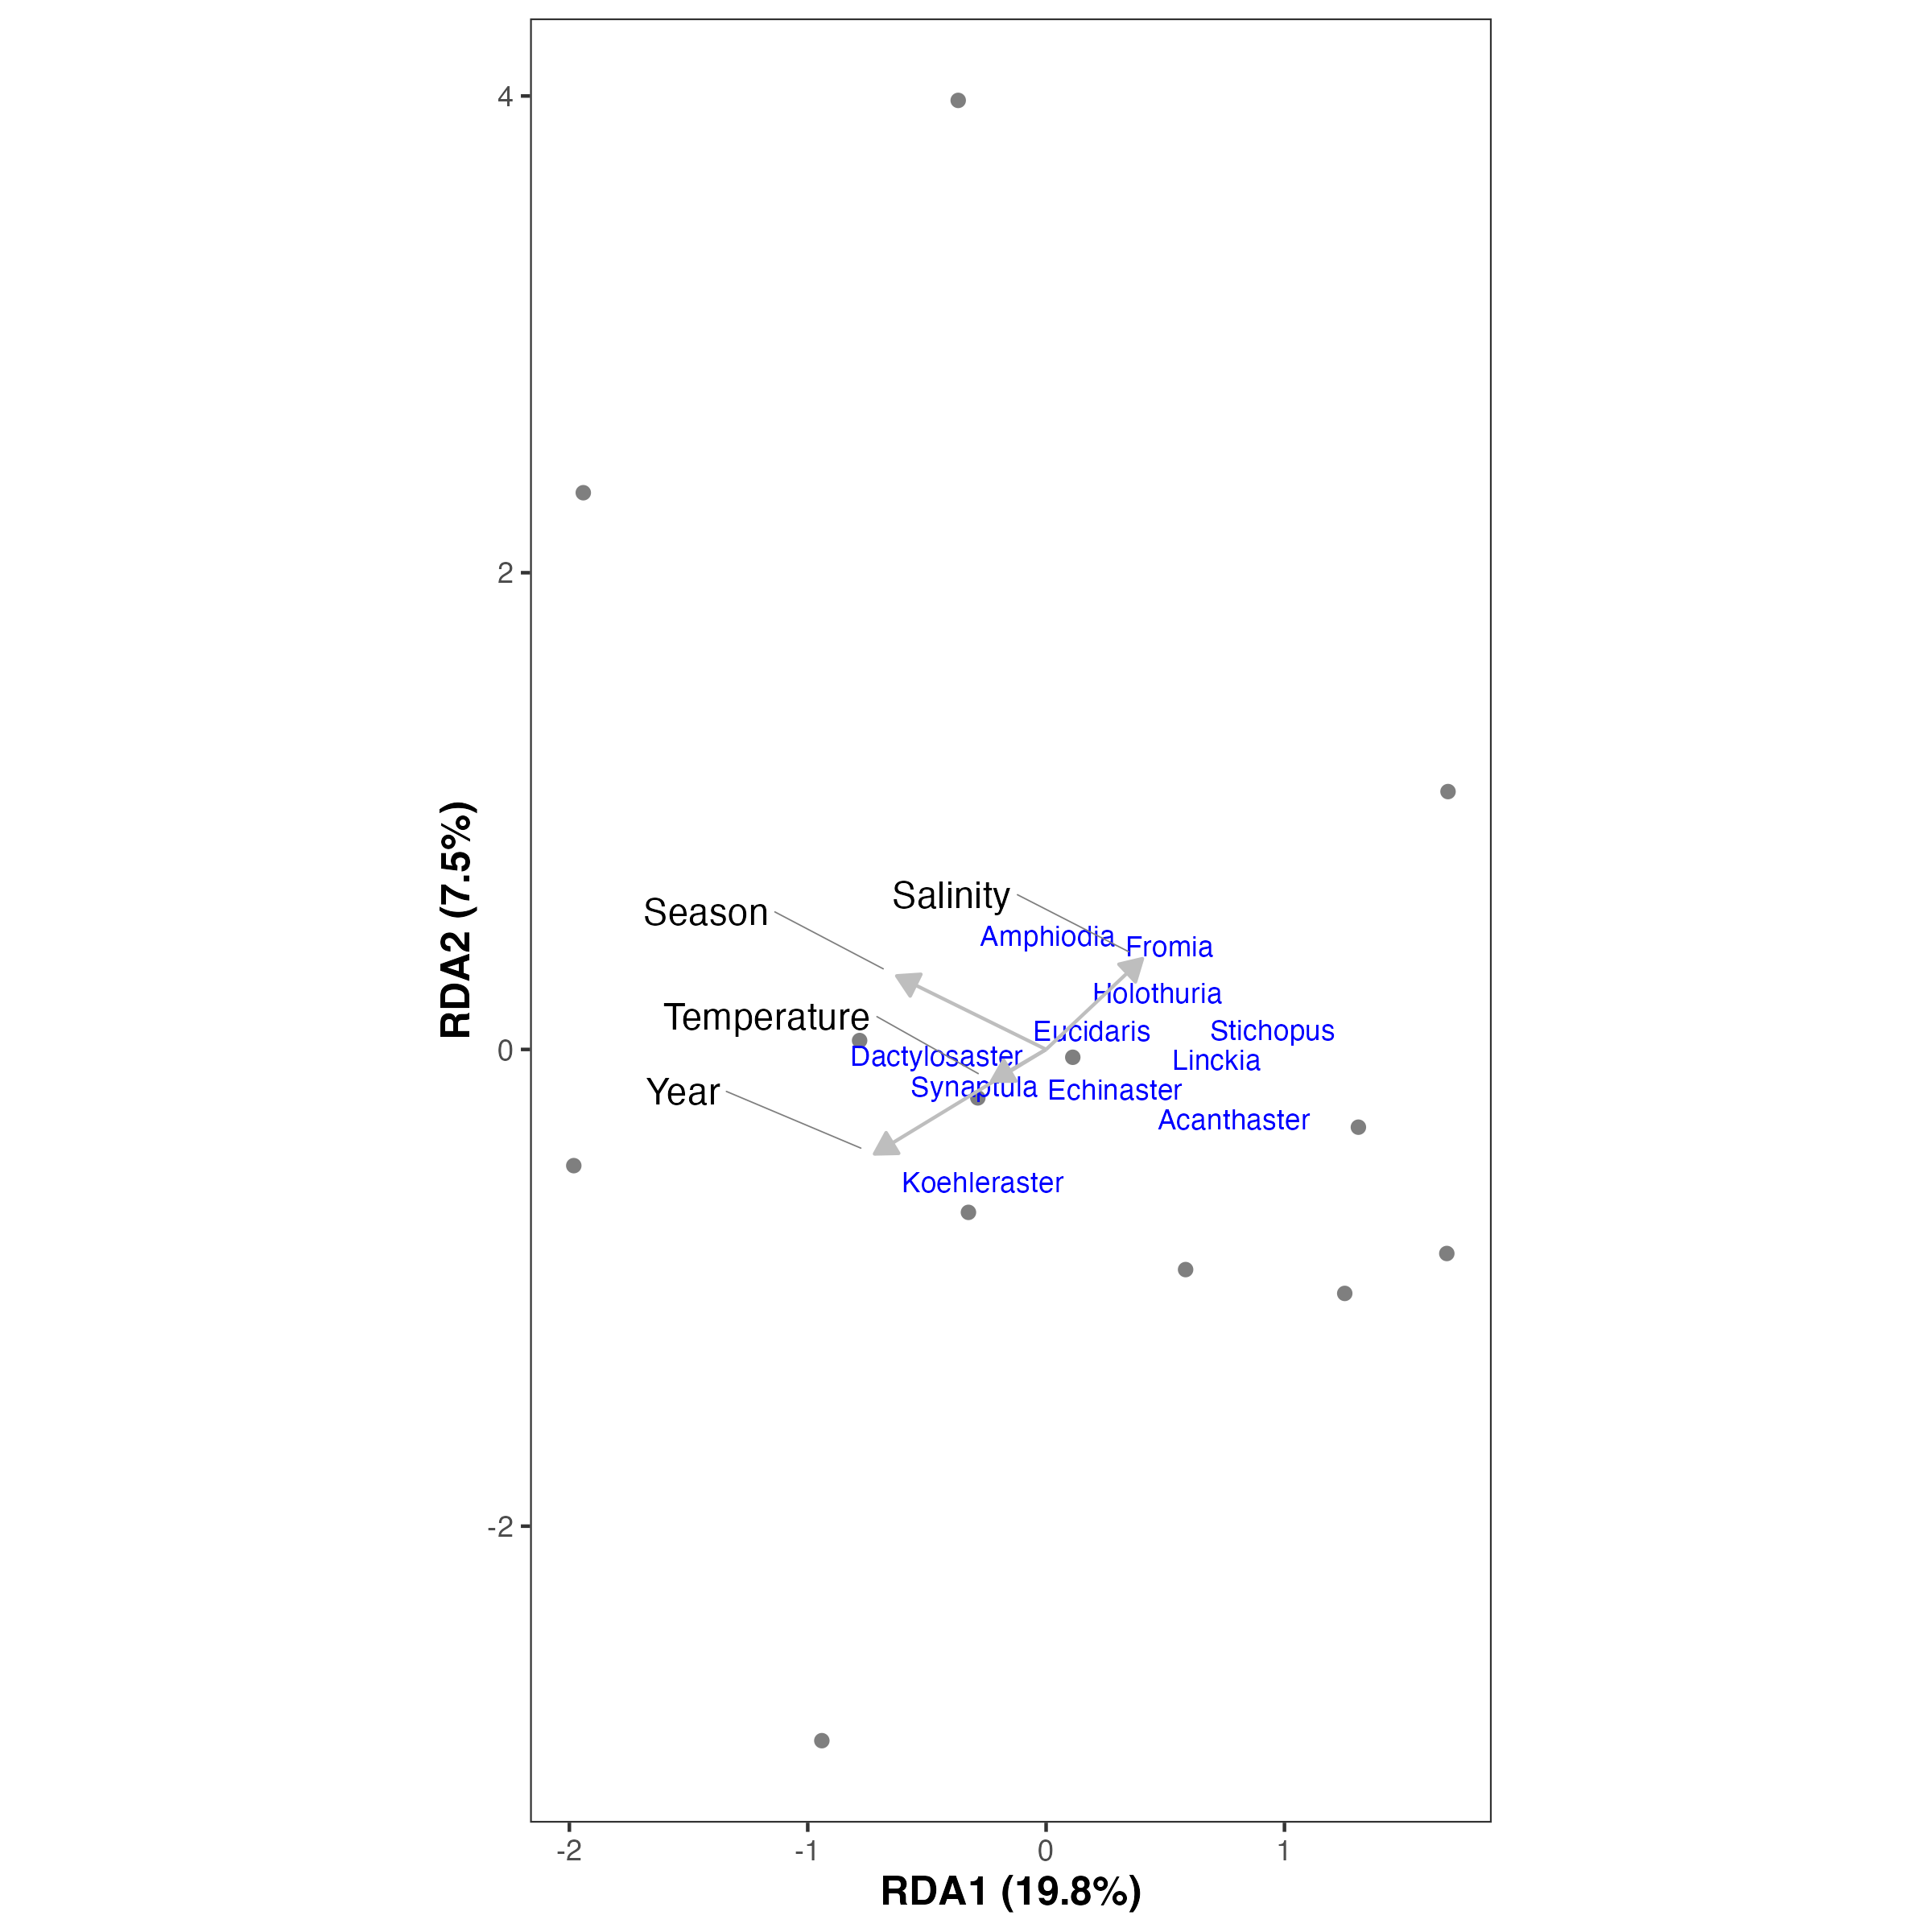 4
2
0
-2
RDA2 (7.5%)
Salinity
Season
Amphiodia
Fromia
Holothuria
Temperature
Eucidaris
Stichopus
Dactylosaster
Linckia
Synaptula
Echinaster
Year
Acanthaster
Koehleraster
-2
-1
0
1
RDA1 (19.8%)